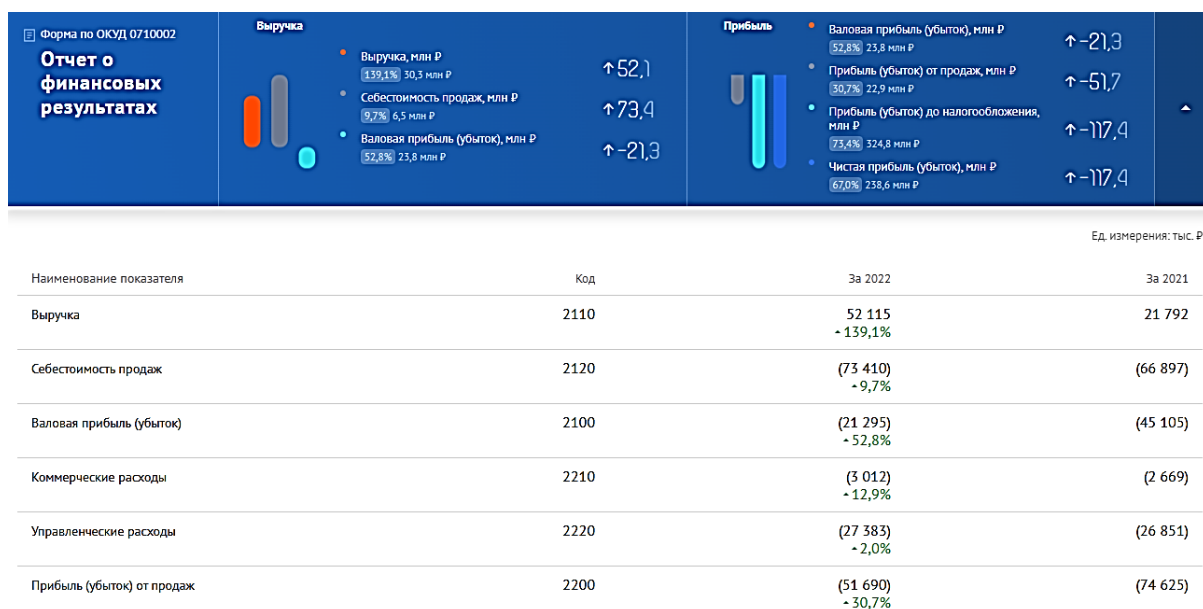 Форма по ОКУД 0710002
Отчет о
финансовых
результатах
Выручка
Выручка, млн ₽
139,1% 30,3 млн ₽
52,1
Себестоимость продаж, млн ₽
9,7% 6,5 млн ₽
73,4
Валовая прибыль (убыток), млн ₽
52,8% 23,8 млн ₽
-21,3
Прибыль
Валовая прибыль (убыток), млн ₽
52,8% 23,8 млн ₽
-21,3
Прибыль (убыток) от продаж, млн ₽
30,7% 22,9 млн ₽
-51,7
Прибыль (убыток) до налогообложения,
млн ₽
73,4% 324,8 млн ₽
-117,4
Чистая прибыль (убыток), млн ₽
67,0% 238,6 млн ₽
-117,4
Ед. измерения: тыс. ₽
Наименование показателя Код За 2022 За 2021
Выручка 2110 52 115 21 792
139,1%
Себестоимость продаж 2120 (73 410) (66 897)
9,7%
Валовая прибыль (убыток) 2100 (21 295) (45 105)
52,8%
Коммерческие расходы 2210 (3 012) (2 669)
12,9%
Управленческие расходы 2220 (27 383) (26 851)
2,0%
Прибыль (убыток) от продаж 2200 (51 690) (74 625)
30,7%